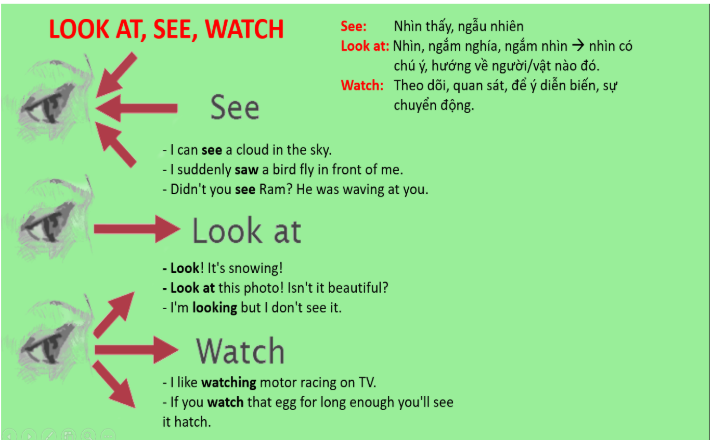 LOOK AT, SEE, WATCH
See: Nhìn thấy, ngẫu nhiên
Look at: Nhìn, ngắm nghía, ngắm nhìn → nhìn có
chú ý, hướng về người/vật nào đó.
Watch: Theo dõi, quan sát, để ý diễn biến, sự
chuyển động.
See
- I can see a cloud in the sky.
- I suddenly saw a bird fly in front of me.
- Didn't you see Ram? He was waving at you.
Look at
- Look! It's snowing!
- Look at this photo! Isn't it beautiful?
- I'm looking but I don't see it.
Watch
- I like watching motor racing on TV.
- If you watch that egg for long enough you'll see
it hatch.